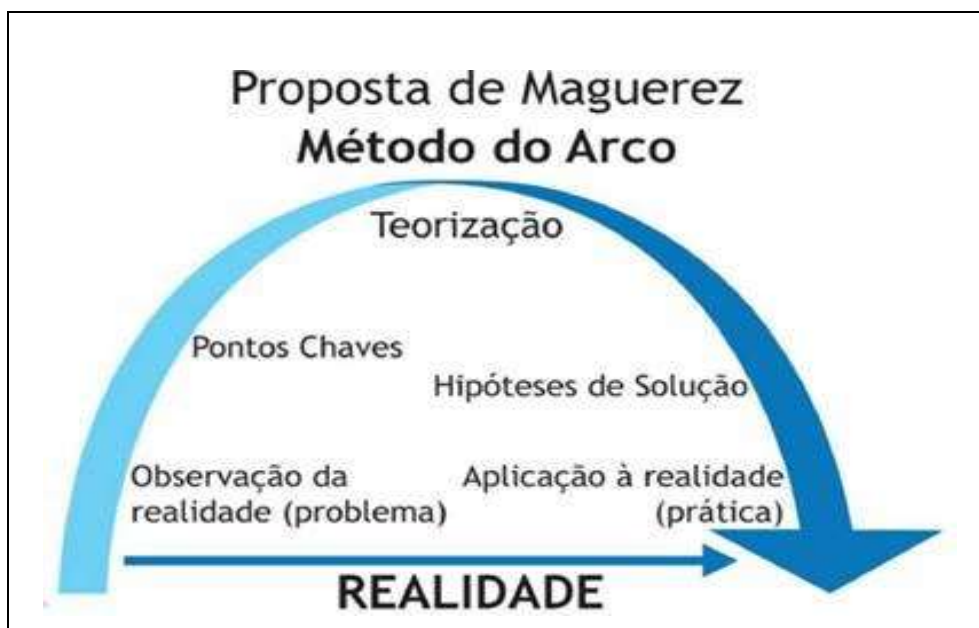 Proposta de Maguerez
Método do Arco
Teorização
Pontos Chaves
Hipóteses de Solução
Observação da
realidade (problema)
Aplicação à realidade
(prática)
REALIDADE